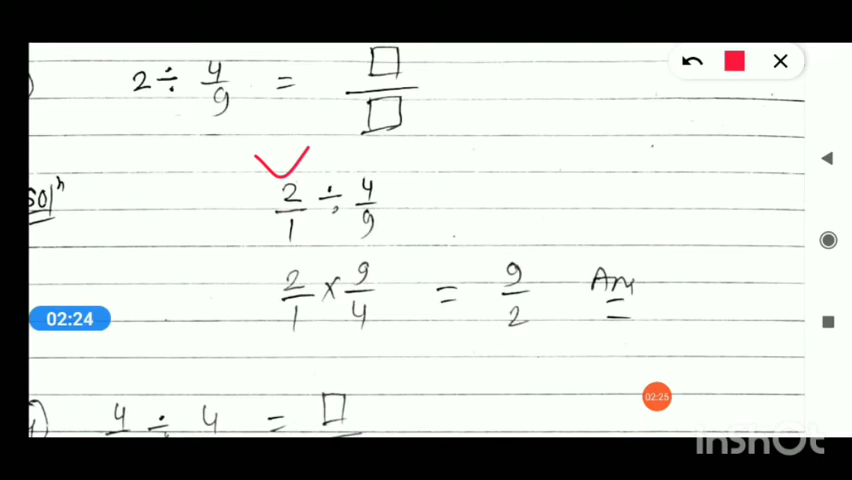 ) 2 ÷ 4/9 = □/□
Solⁿ 2/1 ÷ 4/9
2/1 × 9/4 = 9/2 Ans
02:24
02:25
4 ÷ 4 = □
InShOt